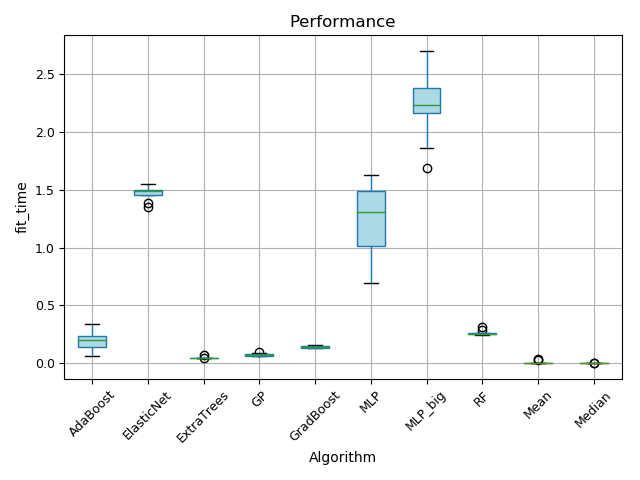 Performance
fit_time
2.5
2.0
1.5
1.0
0.5
0.0
AdaBoost
ElasticNet
ExtraTrees
GP
GradBoost
MLP
MLP_big
RF
Mean
Median
Algorithm